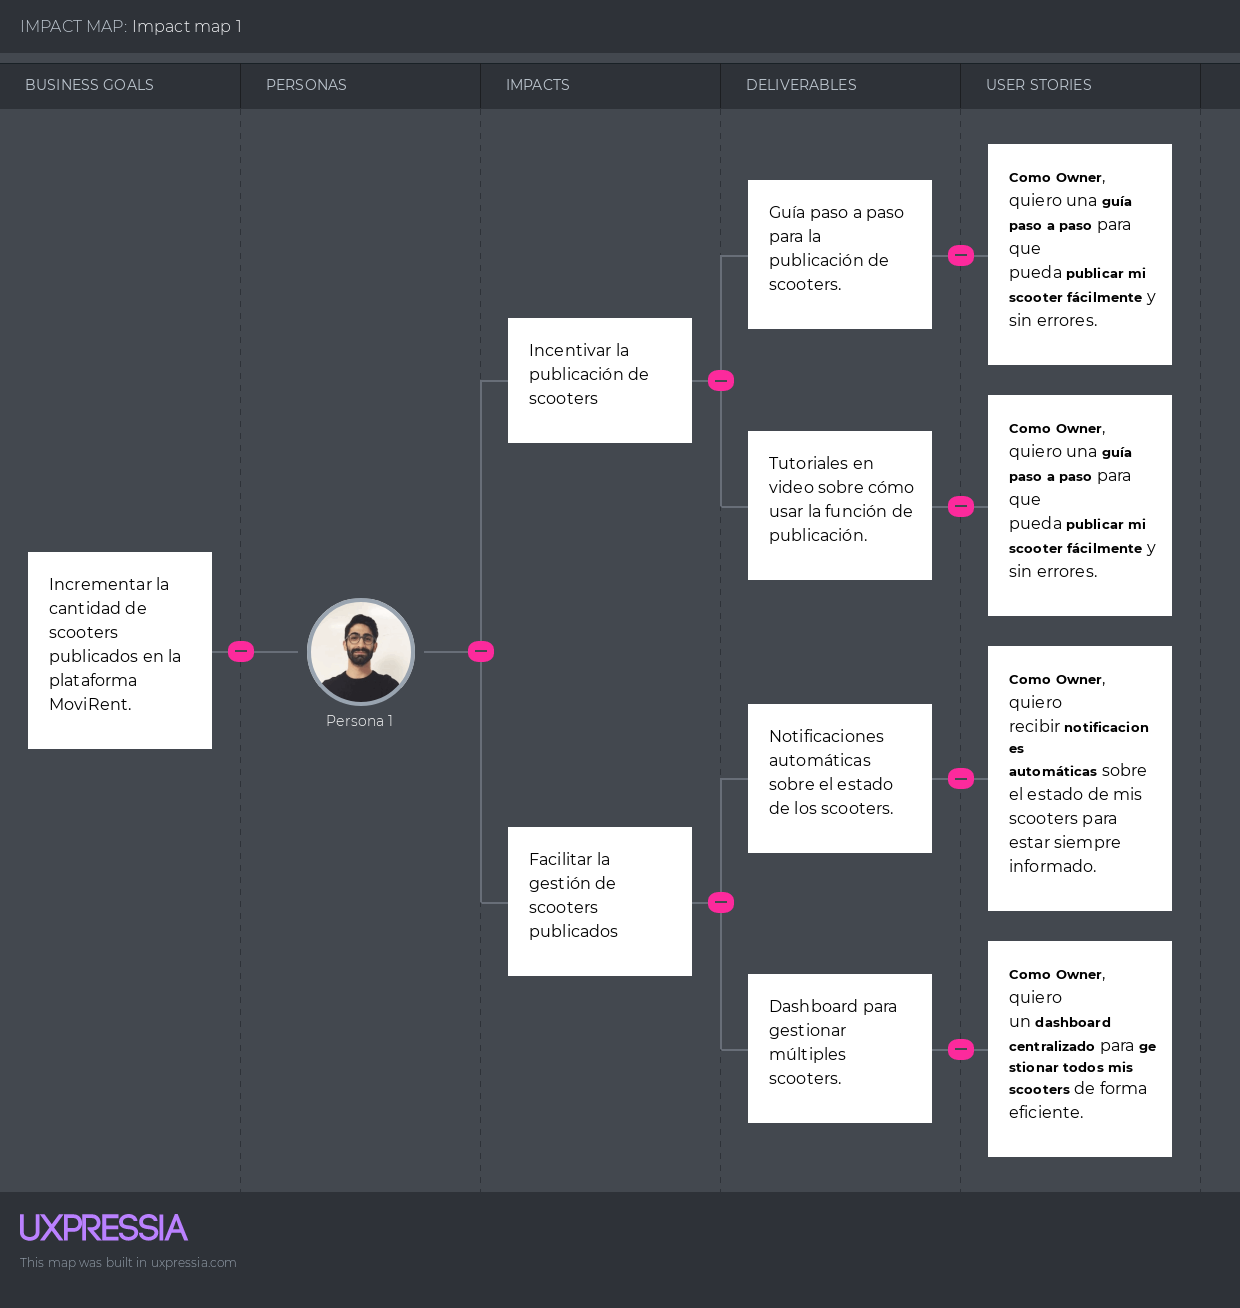 IMPACT MAP: Impact map 1
BUSINESS GOALS
PERSONAS
IMPACTS
DELIVERABLES
USER STORIES
Incrementar la
cantidad de
scooters
publicados en la
plataforma
MoviRent.
Persona 1
Incentivar la
publicación de
scooters
Guía paso a paso
para la
publicación de
scooters.
Como Owner,
quiero una guía
paso a paso para
que
pueda publicar mi
scooter fácilmente y
sin errores.
Tutoriales en
video sobre cómo
usar la función de
publicación.
Como Owner,
quiero una guía
paso a paso para
que
pueda publicar mi
scooter fácilmente y
sin errores.
Facilitar la
gestión de
scooters
publicados
Notificaciones
automáticas
sobre el estado
de los scooters.
Como Owner,
quiero
recibir notificacion
es
automáticas sobre
el estado de mis
scooters para
estar siempre
informado.
Dashboard para
gestionar
múltiples
scooters.
Como Owner,
quiero
un dashboard
centralizado para ge
stionar todos mis
scooters de forma
eficiente.
UXPRESSIA
This map was built in uxpressia.com